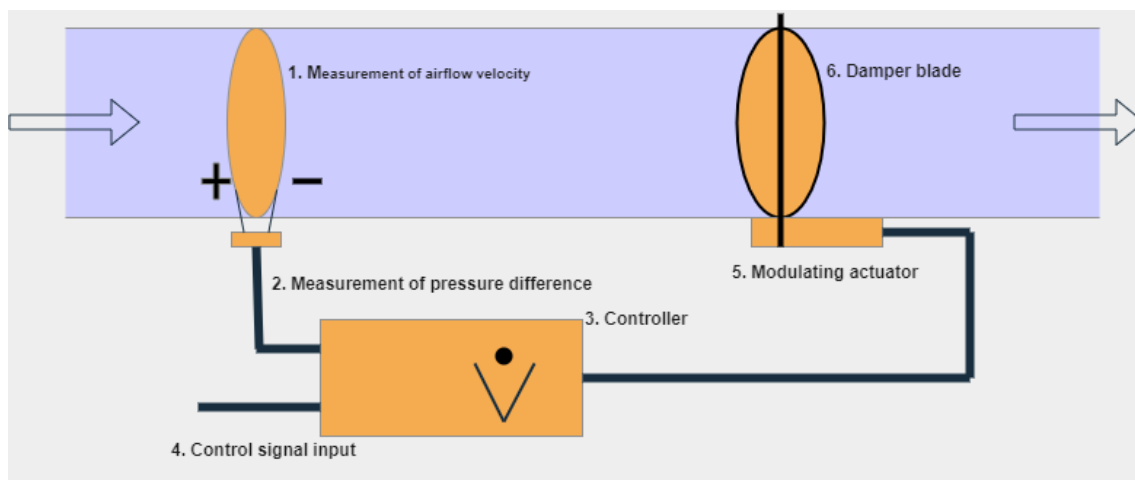 1. Measurement of airflow velocity
6. Damper blade
+ −
2. Measurement of pressure difference
5. Modulating actuator
3. Controller
4. Control signal input